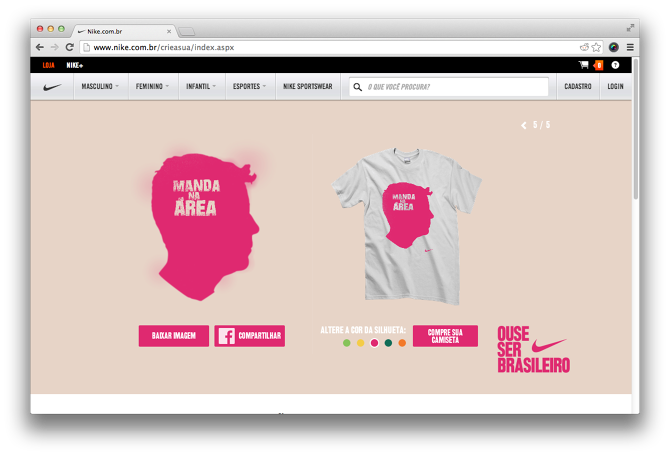 Nike.com.br
www.nike.com.br/crieasua/index.aspx
LOJA NIKE+ 0 ?
MASCULINO FEMININO INFANTIL ESPORTES NIKE SPORTSWEAR O QUE VOCÊ PROCURA? CADASTRO LOGIN
5 / 5
MANDA
NA
ÁREA
MANDA
NA
ÁREA
BAIXAR IMAGEM
f COMPARTILHAR
ALTERE A COR DA SILHUETA:
COMPRE SUA
CAMISETA
OUSE
SER
BRASILEIRO